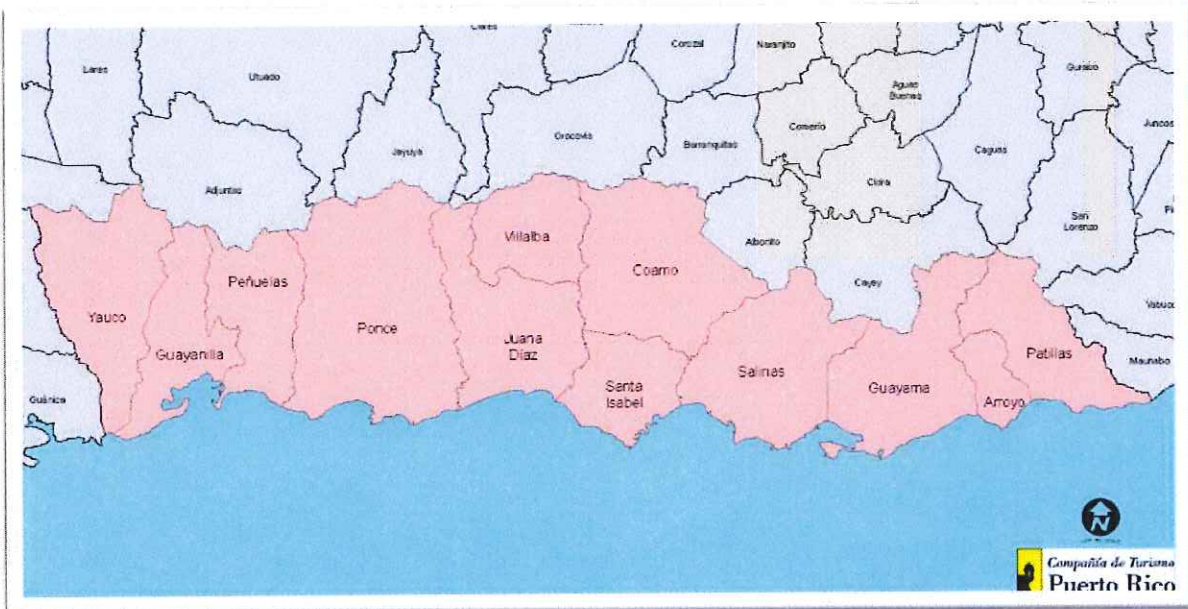 Corozal
Naranjito
Lares
Utuado
Gurabo
Aguas
Buenas
Comerío
Juncos
Orocovis
Barranquitas
Caguas
Jayuya
Cidra
Adjuntas
San
Lorenzo
Villalba
Aibonito
Coamo
Peñuelas
Cayey
Yabuco
Yauco
Ponce
Juana
Díaz
Guayanilla
Patillas
Maunabo
Salinas
Santa
Isabel
Guayama
Arroyo
Guánica
N
Compañía de Turismo
Puerto Rico